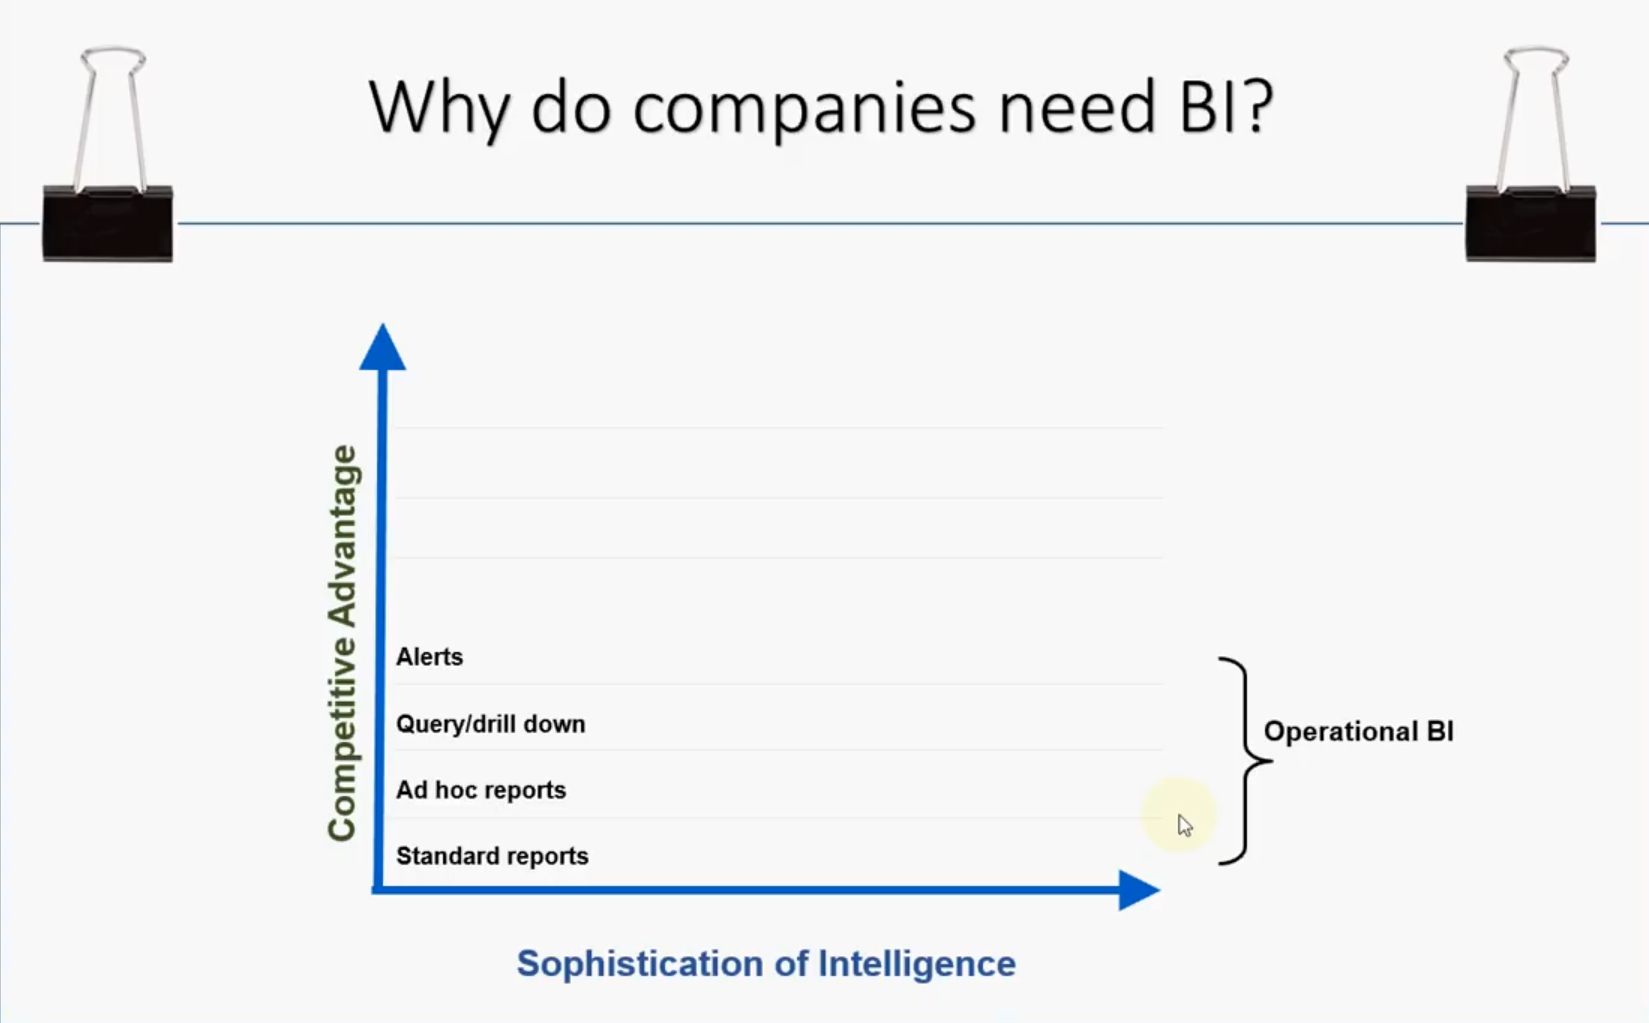 Why do companies need BI?
Competitive Advantage
Alerts
Query/drill down
Ad hoc reports
Standard reports
Operational BI
Sophistication of Intelligence